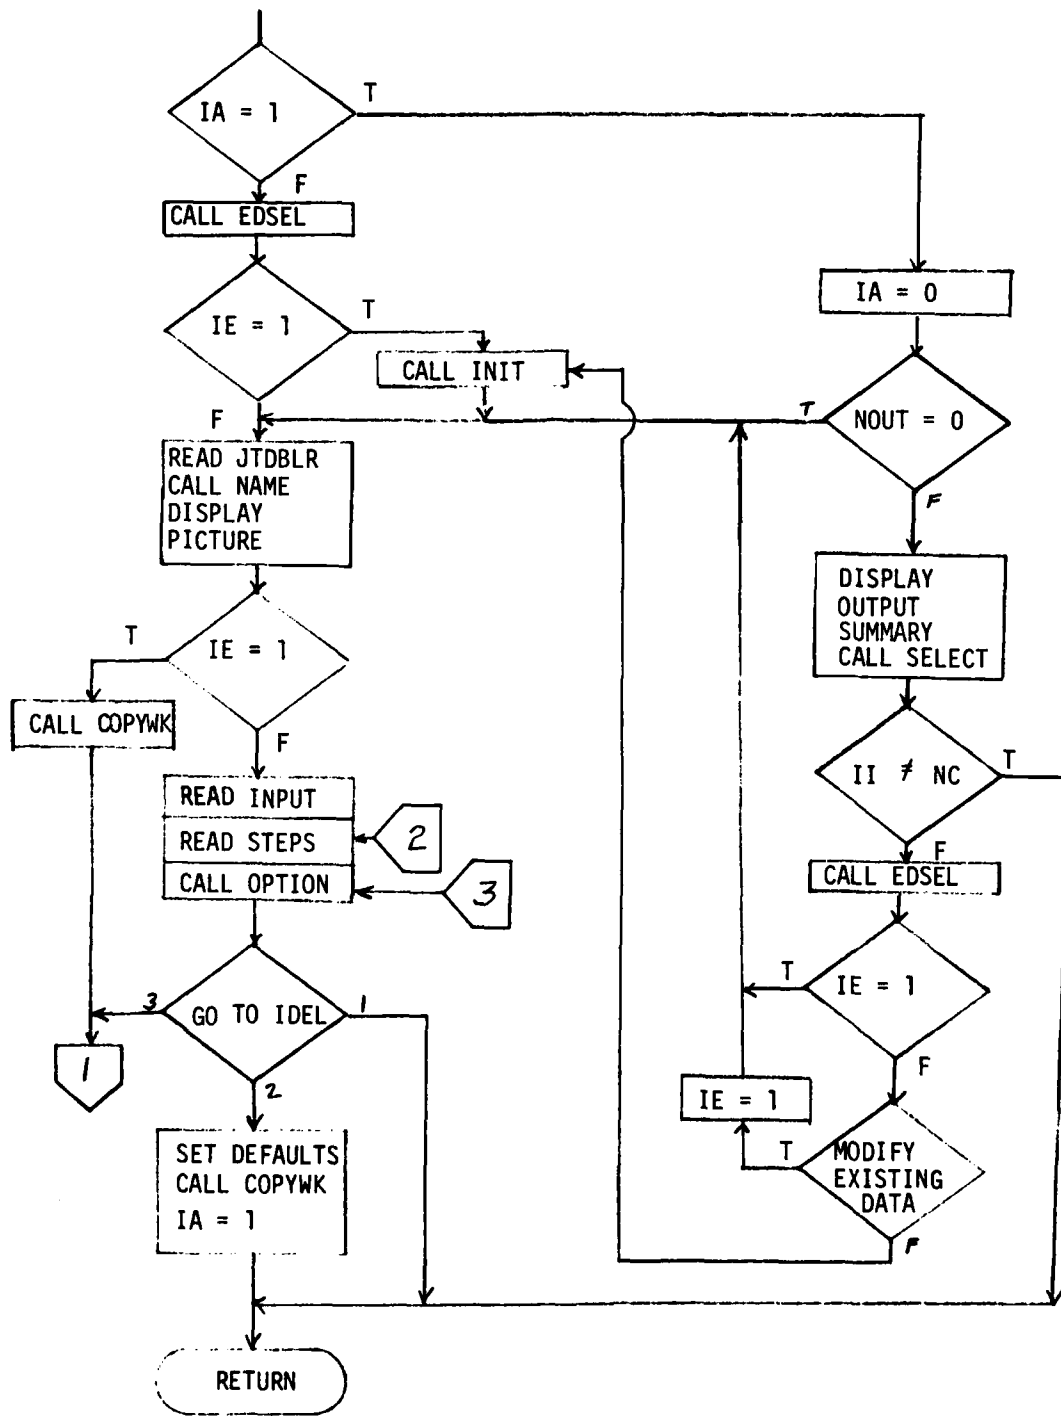 IA = 1
T
F
CALL EDSEL
IE = 1
T
F
CALL INIT
IA = 0
NOUT = 0
T
F
READ JTDBLR
CALL NAME
DISPLAY
PICTURE
IE = 1
T
F
CALL COPYWK
READ INPUT
READ STEPS
CALL OPTION
2
3
GO TO IDEL
3
1
2
1
SET DEFAULTS
CALL COPYWK
IA = 1
RETURN
DISPLAY
OUTPUT
SUMMARY
CALL SELECT
II ≠ NC
T
F
CALL EDSEL
IE = 1
T
F
IE = 1
MODIFY
EXISTING
DATA
T
F